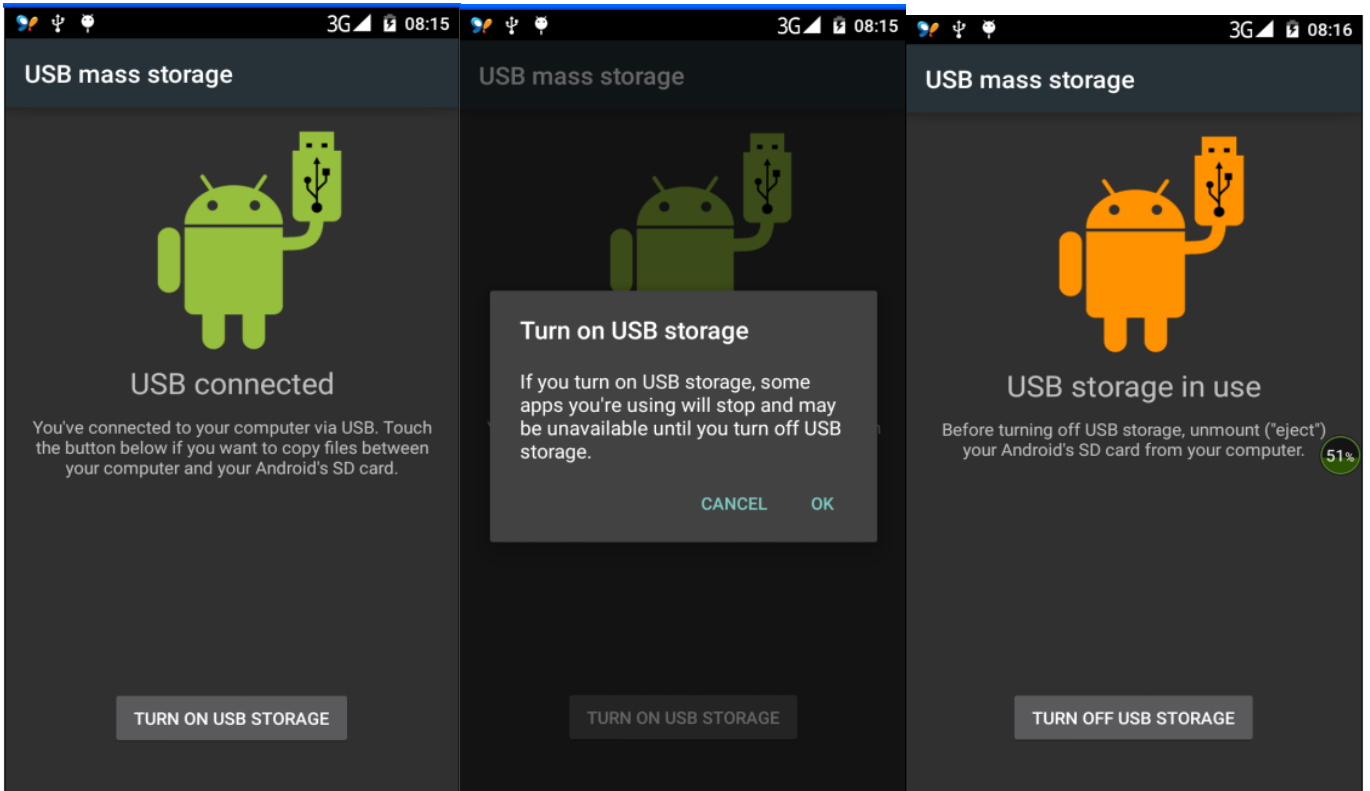 3G 08:15
USB mass storage
USB connected
You've connected to your computer via USB. Touch
the button below if you want to copy files between
your computer and your Android's SD card.
TURN ON USB STORAGE
3G 08:15
USB mass storage
Turn on USB storage
If you turn on USB storage, some
apps you're using will stop and may
be unavailable until you turn off USB
storage.
CANCEL OK
TURN ON USB STORAGE
3G 08:16
USB mass storage
USB storage in use
Before turning off USB storage, unmount ("eject")
your Android's SD card from your computer.
51%
TURN OFF USB STORAGE